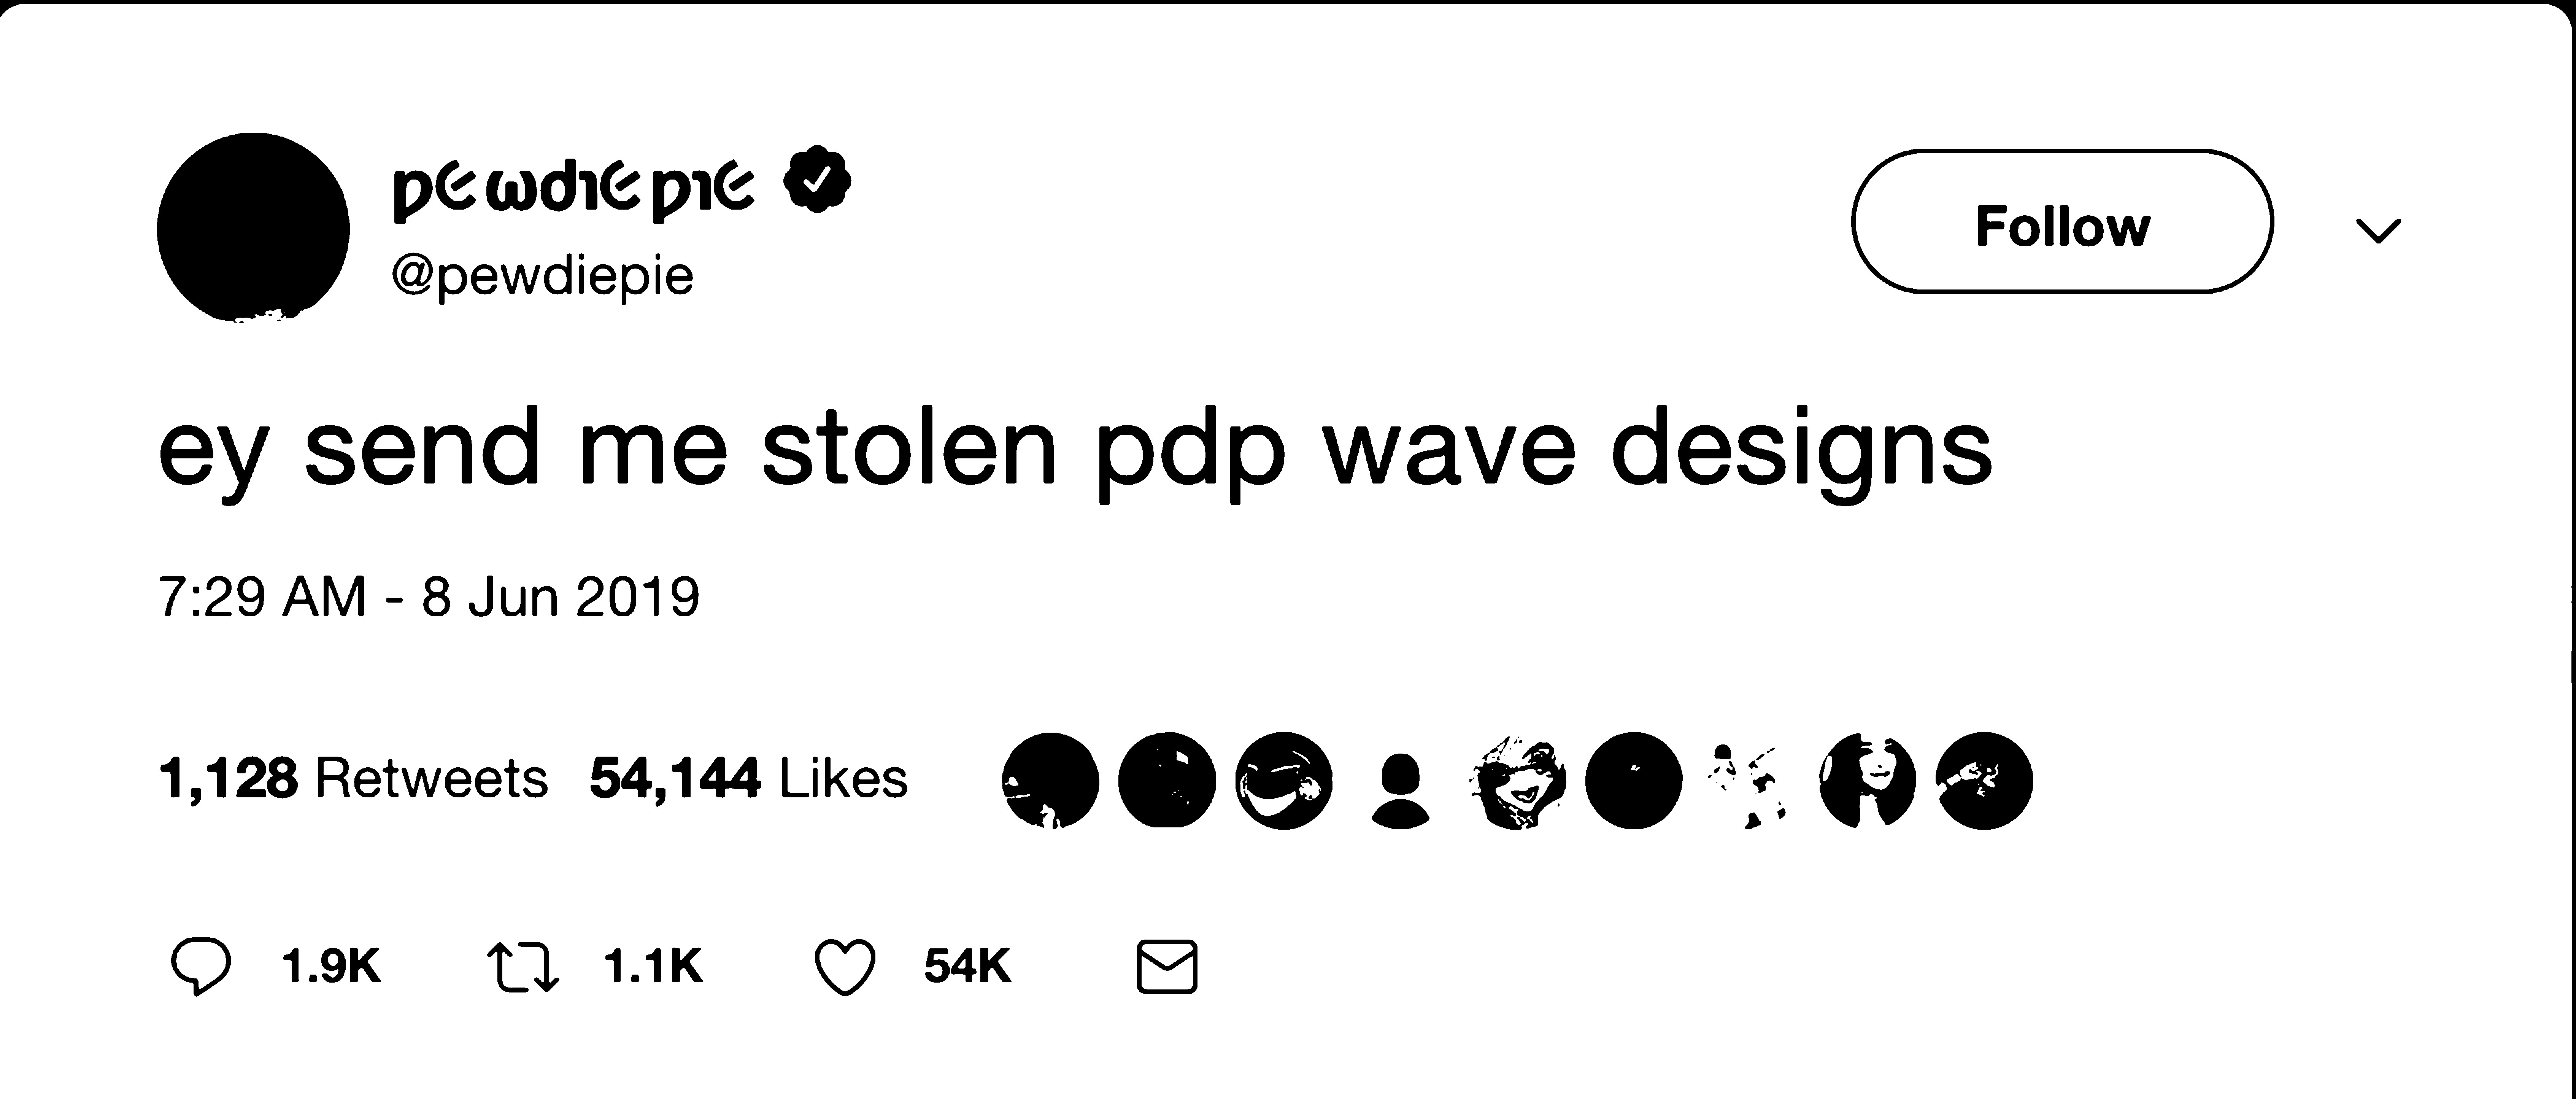 pewdiepie
@pewdiepie
Follow
ey send me stolen pdp wave designs
7:29 AM - 8 Jun 2019
1,128 Retweets 54,144 Likes
1.9K 1.1K 54K